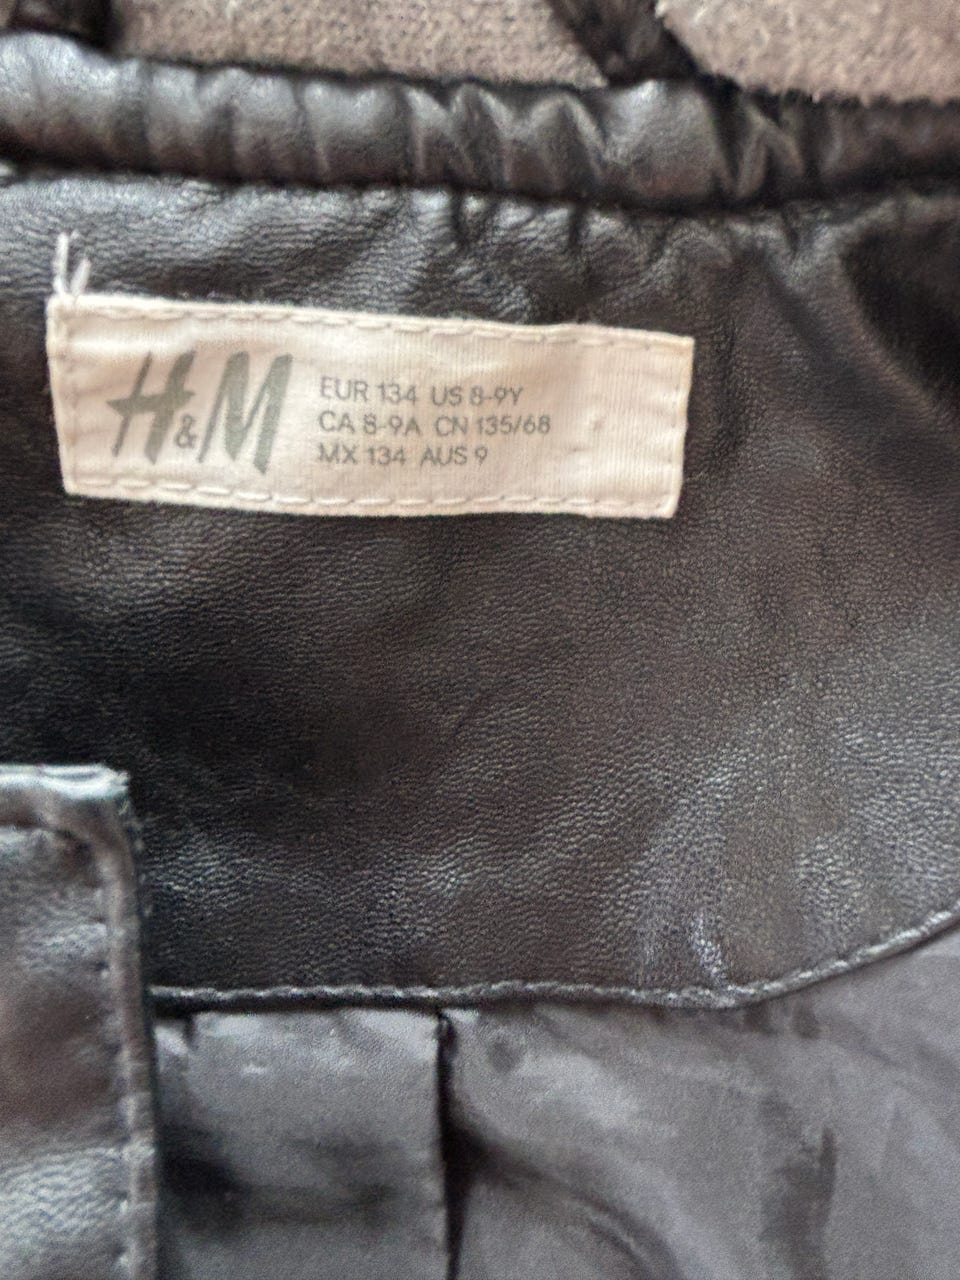 H&M
EUR 134 US 8-9Y
CA 8-9A CN 135/68
MX 134 AUS 9